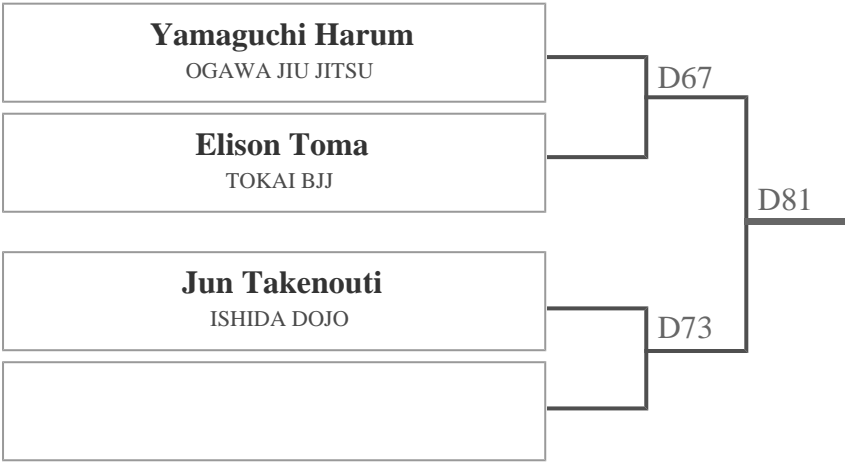 Yamaguchi Harum
OGAWA JIU JITSU
D67
Elison Toma
TOKAI BJJ
D81
Jun Takenouti
ISHIDA DOJO
D73